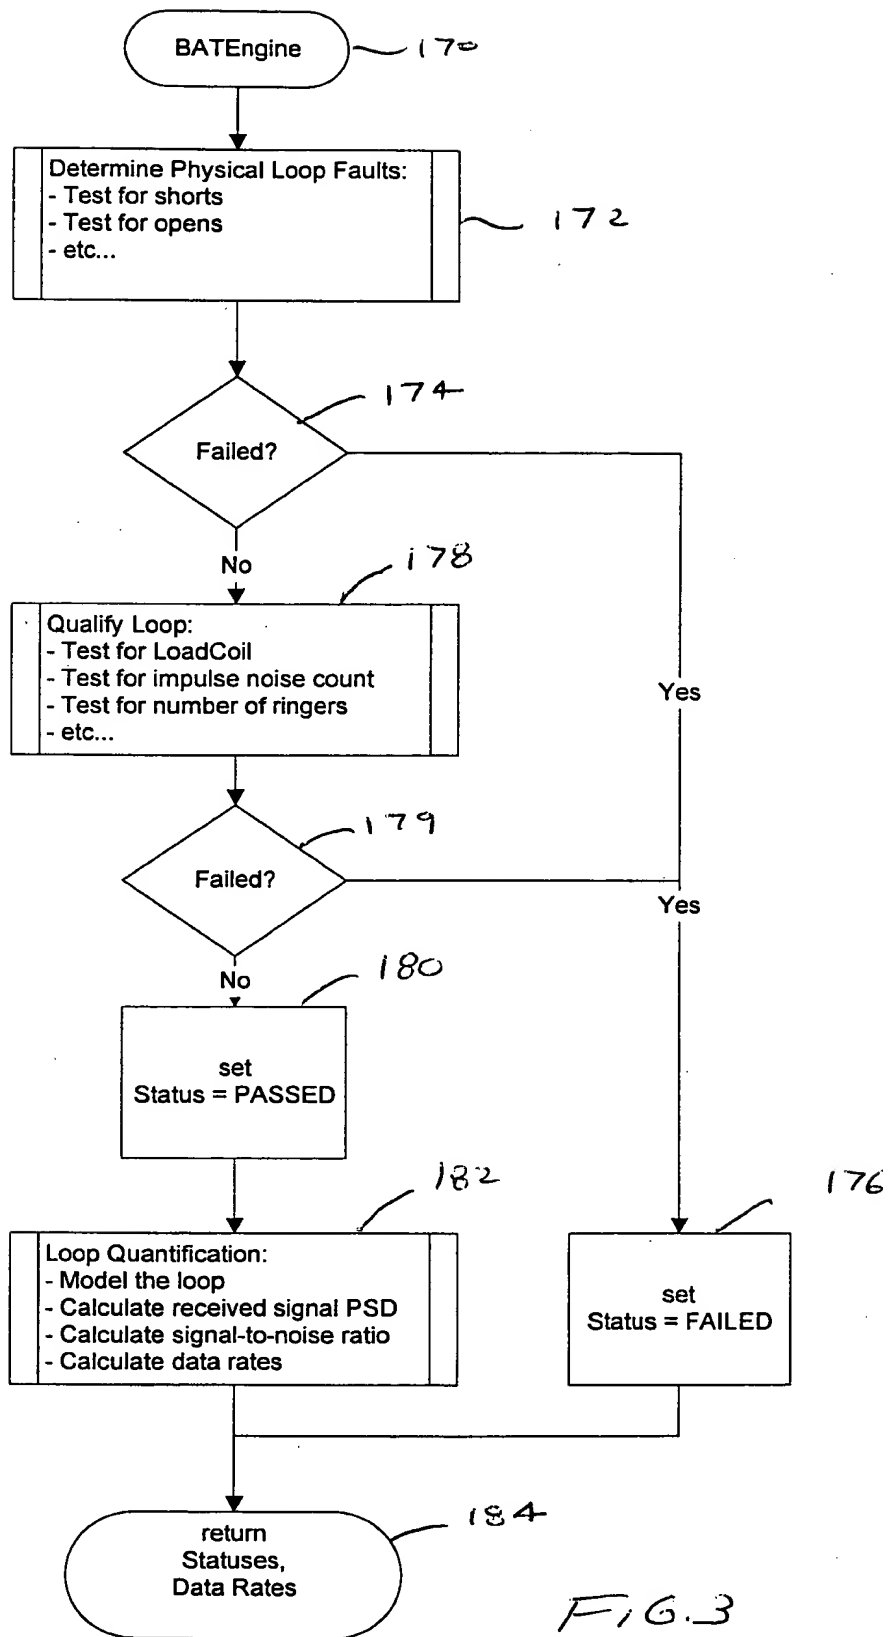 BATEngine
170
Determine Physical Loop Faults:
- Test for shorts
- Test for opens
- etc...
172
174
Failed?
No
178
Qualify Loop:
- Test for LoadCoil
- Test for impulse noise count
- Test for number of ringers
- etc...
Yes
179
Failed?
Yes
No
180
set
Status = PASSED
182
176
Loop Quantification:
- Model the loop
- Calculate received signal PSD
- Calculate signal-to-noise ratio
- Calculate data rates
set
Status = FAILED
184
return
Statuses,
Data Rates
FIG.3